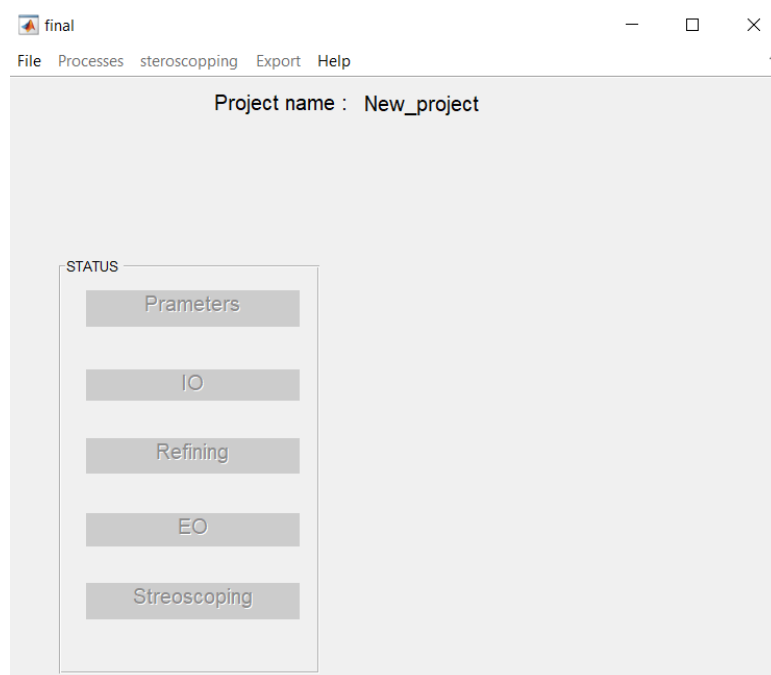 final
File Processes steroscopping Export Help
Project name : New_project
STATUS
Prameters
IO
Refining
EO
Streoscoping